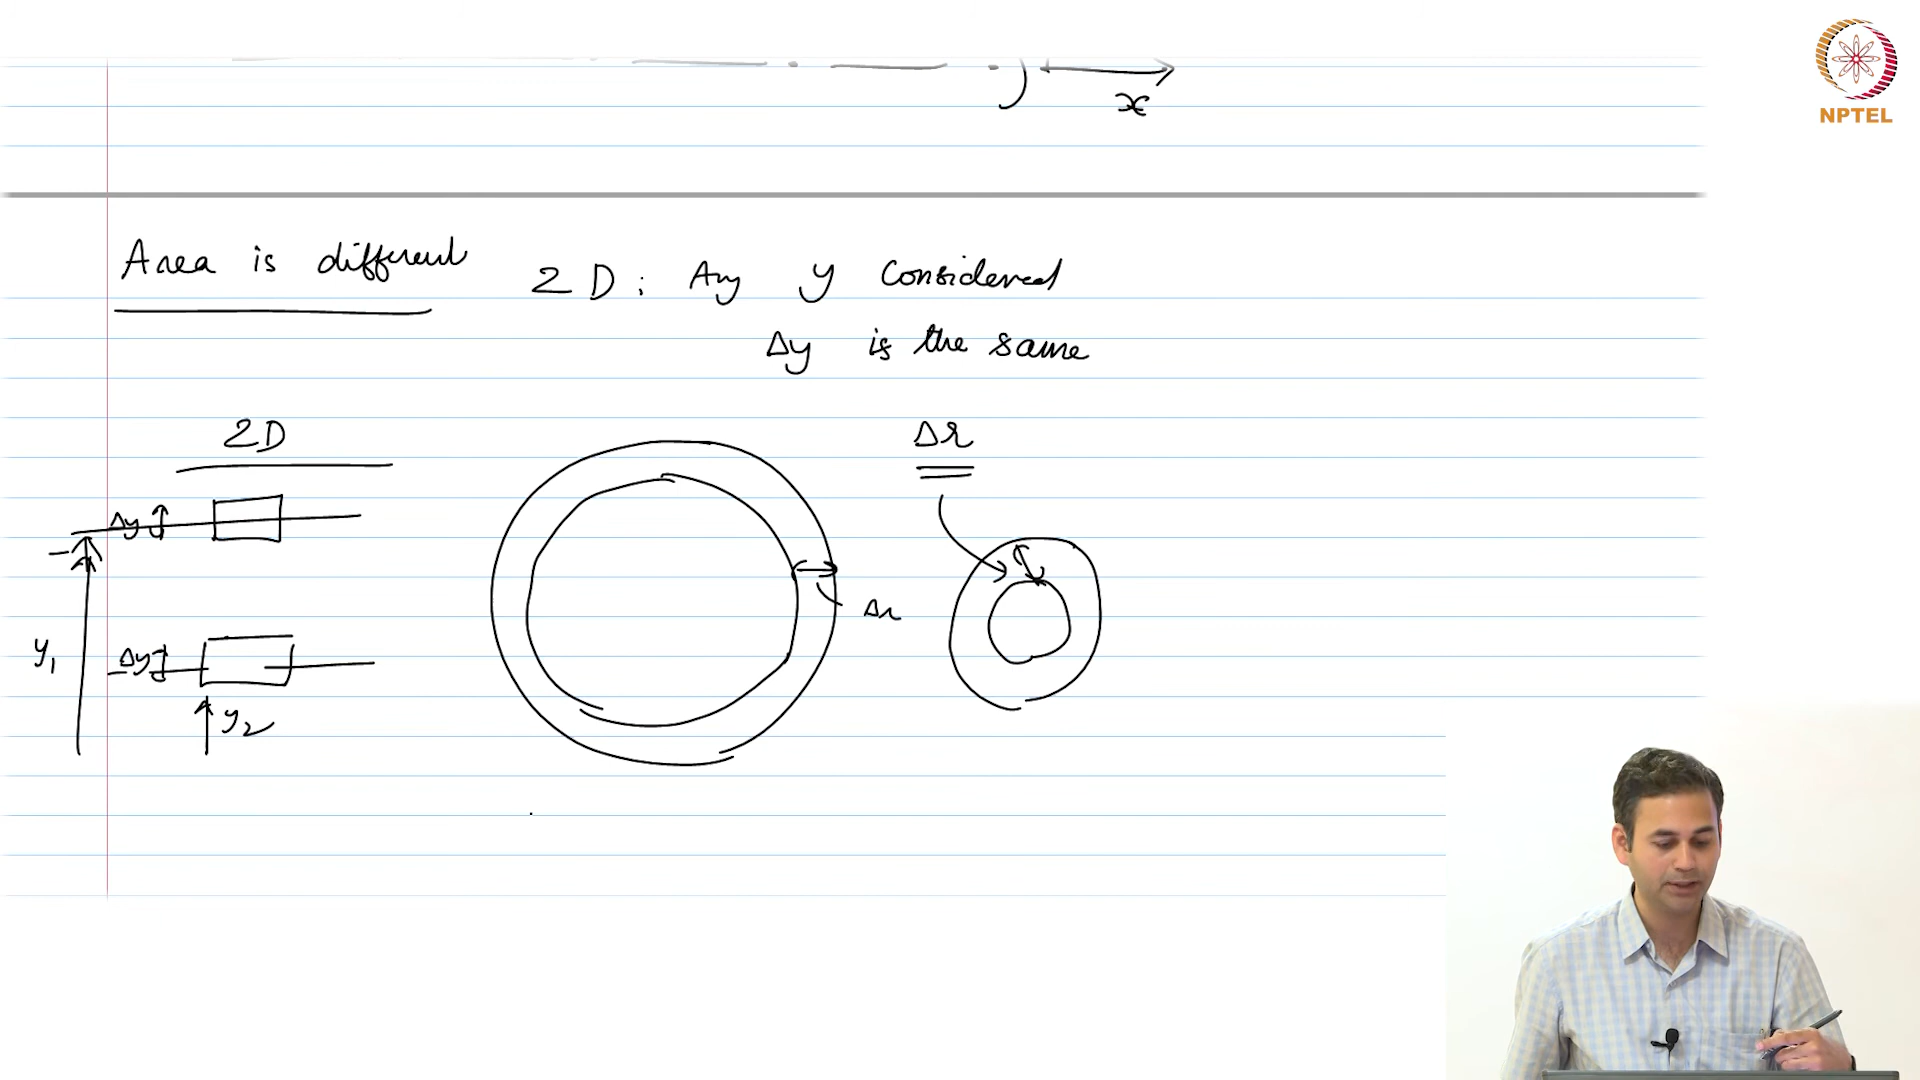 x
NPTEL
Area is different
2D: Any y considered
Δy is the same
2D
Δr
Δy
Δy
Δr
y1
y2